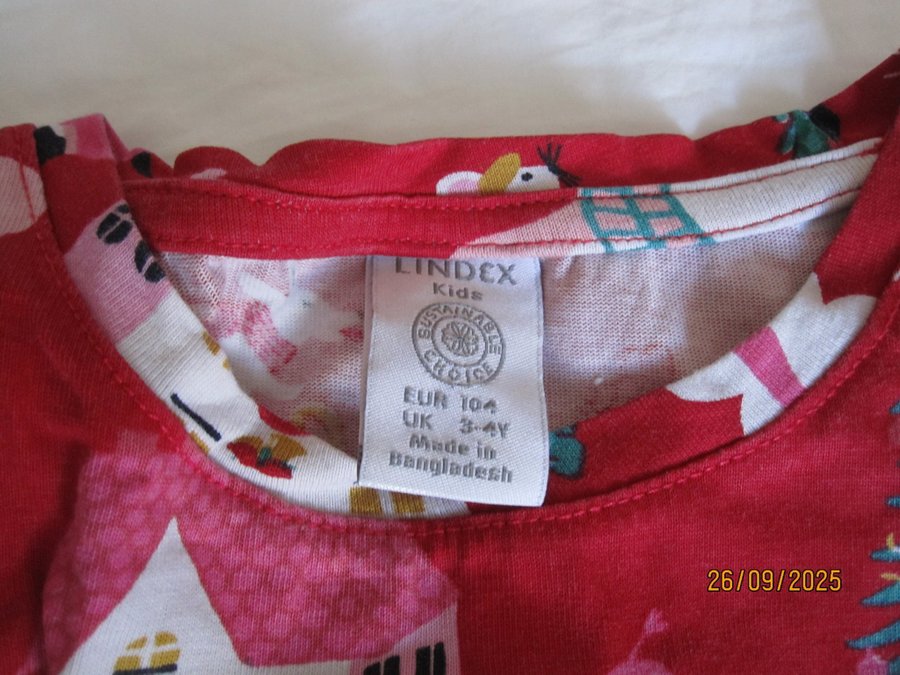 LINDEX
Kids
SUSTAINABLE
CHOICE
EUR 104
UK 3-4Y
Made in
Bangladesh
26/09/2025